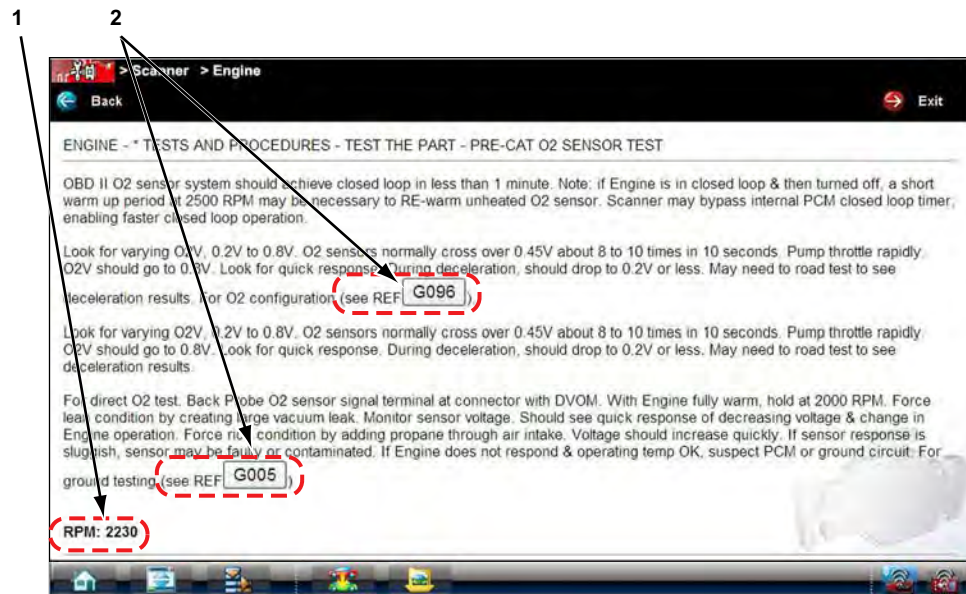 1 2
> Scanner > Engine
Back Exit
ENGINE - * TESTS AND PROCEDURES - TEST THE PART - PRE-CAT O2 SENSOR TEST
OBD II O2 sensor system should achieve closed loop in less than 1 minute. Note: if Engine is in closed loop & then turned off, a short
warm up period at 2500 RPM may be necessary to RE-warm unheated O2 sensor. Scanner may bypass internal PCM closed loop timer,
enabling faster closed loop operation.
Look for varying O2V, 0.2V to 0.8V. O2 sensors normally cross over 0.45V about 8 to 10 times in 10 seconds. Pump throttle rapidly.
O2V should go to 0.8V. Look for quick response. During deceleration, should drop to 0.2V or less. May need to road test to see
deceleration results. For O2 configuration (see REF G096 ).
Look for varying O2V, 0.2V to 0.8V. O2 sensors normally cross over 0.45V about 8 to 10 times in 10 seconds. Pump throttle rapidly.
O2V should go to 0.8V. Look for quick response. During deceleration, should drop to 0.2V or less. May need to road test to see
deceleration results.
For direct O2 test. Back Probe O2 sensor signal terminal at connector with DVOM. With Engine fully warm, hold at 2000 RPM. Force
lean condition by creating large vacuum leak. Monitor sensor voltage. Should see quick response of decreasing voltage & change in
Engine operation. Force rich condition by adding propane through air intake. Voltage should increase quickly. If sensor response is
sluggish, sensor may be faulty or contaminated. If Engine does not respond & operating temp OK, suspect PCM or ground circuit. For
ground testing (see REF G005 )
RPM: 2230